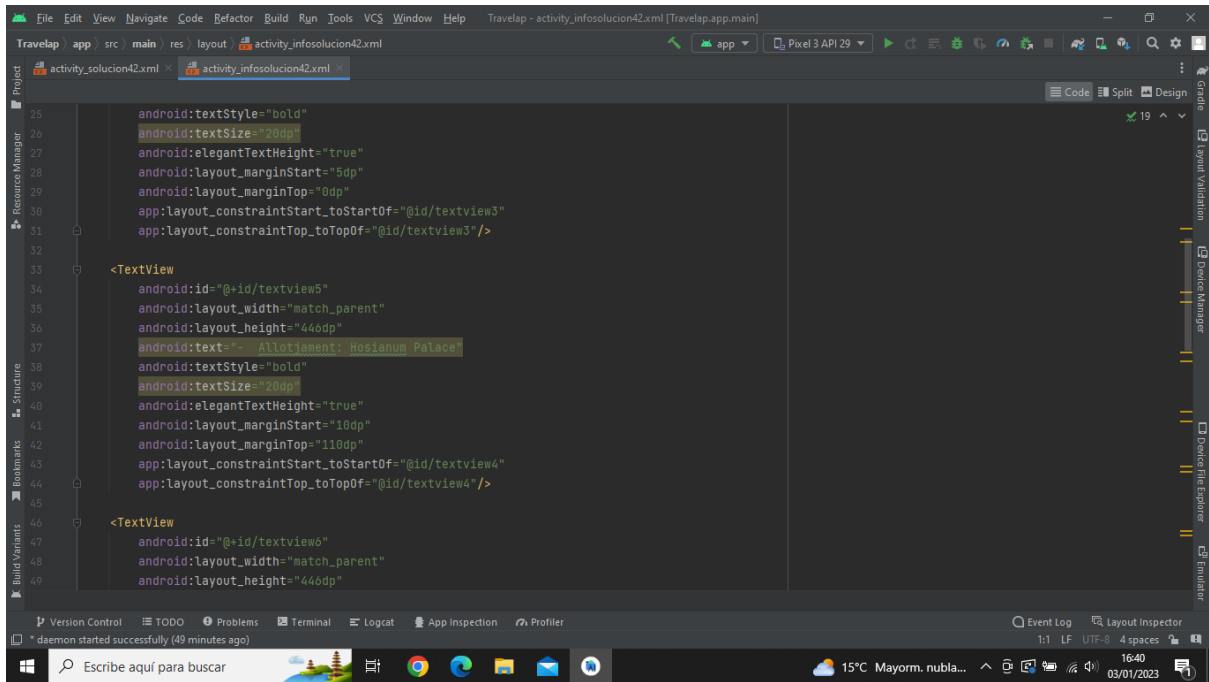 File Edit View Navigate Code Refactor Build Run Tools VCS Window Help Travelap - activity_infosolucion42.xml [Travelap.app.main]
Travelap app src main res layout activity_infosolucion42.xml app Pixel 3 API 29
activity_solucion42.xml activity_infosolucion42.xml
Code Split Design
Project
Resource Manager
Structure
Bookmarks
Build Variants
25 android:textStyle="bold"
19
26 android:textSize="20dp"
27 android:elegantTextHeight="true"
28 android:layout_marginStart="5dp"
29 android:layout_marginTop="0dp"
30 app:layout_constraintStart_toStartOf="@id/textview3"
31 app:layout_constraintTop_toTopOf="@id/textview3"/>
32
33 <TextView
34 android:id="@+id/textview5"
35 android:layout_width="match_parent"
36 android:layout_height="446dp"
37 android:text="- Allotjament: Hosianum Palace"
38 android:textStyle="bold"
39 android:textSize="20dp"
40 android:elegantTextHeight="true"
41 android:layout_marginStart="10dp"
42 android:layout_marginTop="110dp"
43 app:layout_constraintStart_toStartOf="@id/textview4"
44 app:layout_constraintTop_toTopOf="@id/textview4"/>
45
46 <TextView
47 android:id="@+id/textview6"
48 android:layout_width="match_parent"
49 android:layout_height="446dp"
Gradle
Layout Validation
Device Manager
Device File Explorer
Emulator
Version Control TODO Problems Terminal Logcat App Inspection Profiler Event Log Layout Inspector
* daemon started successfully (49 minutes ago) 1:1 LF UTF-8 4 spaces
Escribe aquí para buscar 15°C Mayorm. nubla... 16:40
03/01/2023
1